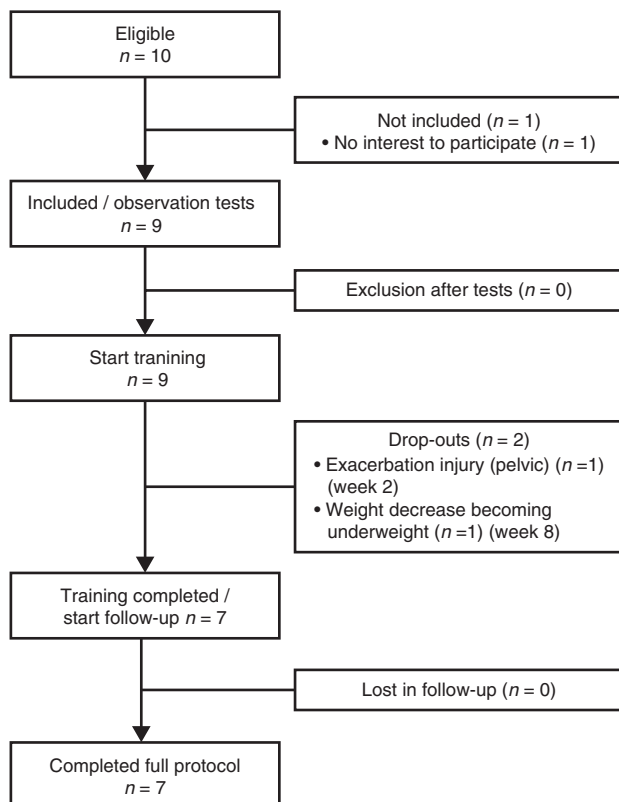 Eligible
n = 10
Not included (n = 1)
• No interest to participate (n = 1)
Included / observation tests
n = 9
Exclusion after tests (n = 0)
Start tranining
n = 9
Drop-outs (n = 2)
• Exacerbation injury (pelvic) (n =1)
(week 2)
• Weight decrease becoming
underweight (n =1) (week 8)
Training completed /
start follow-up n = 7
Lost in follow-up (n = 0)
Completed full protocol
n = 7